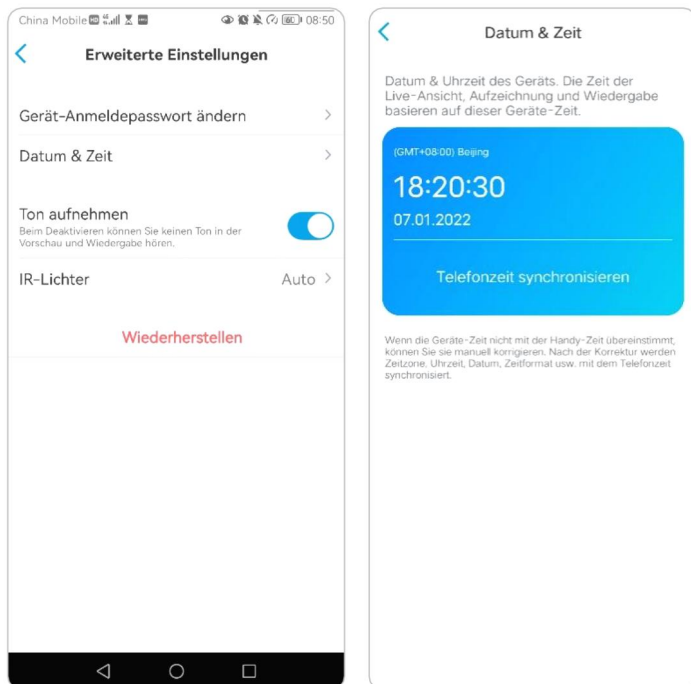 China Mobile HD 08:50
Erweiterte Einstellungen
Gerät-Anmeldepasswort ändern
Datum & Zeit
Ton aufnehmen
Beim Deaktivieren können Sie keinen Ton in der
Vorschau und Wiedergabe hören.
IR-Lichter Auto
Wiederherstellen
Datum & Zeit
Datum & Uhrzeit des Geräts. Die Zeit der
Live-Ansicht, Aufzeichnung und Wiedergabe
basieren auf dieser Geräte-Zeit.
(GMT+08:00) Beijing
18:20:30
07.01.2022
Telefonzeit synchronisieren
Wenn die Geräte-Zeit nicht mit der Handy-Zeit übereinstimmt,
können Sie sie manuell korrigieren. Nach der Korrektur werden
Zeitzone, Uhrzeit, Datum, Zeitformat usw. mit dem Telefonzeit
synchronisiert.